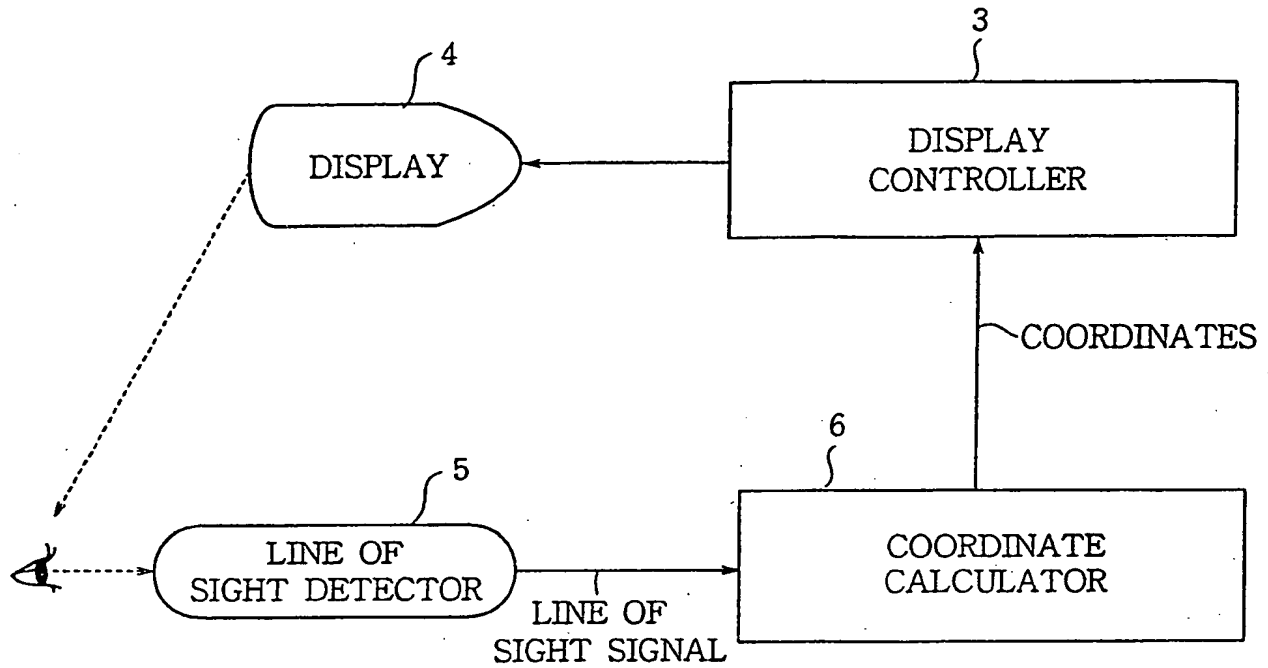 4
3
DISPLAY
DISPLAY
CONTROLLER
COORDINATES
6
5
LINE OF
SIGHT DETECTOR
LINE OF
SIGHT SIGNAL
COORDINATE
CALCULATOR